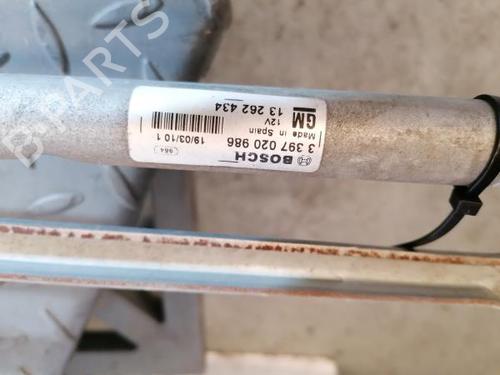 BOSCH
3 397 020 986
Made in Spain
12V
GM
13 262 434
19/03/10 1
984
B-PARTS